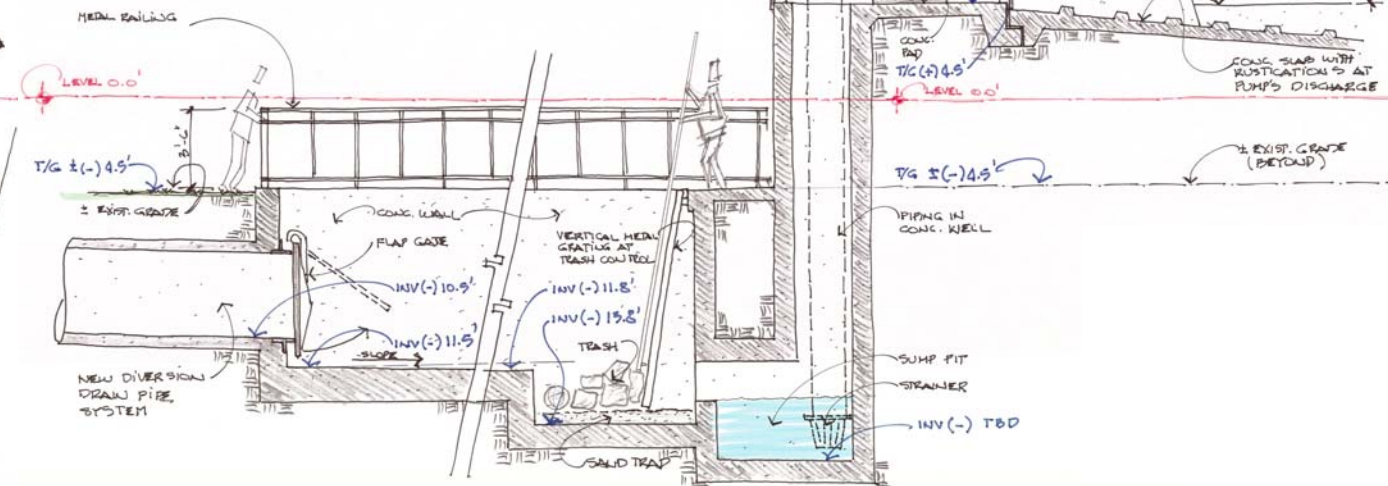 METAL RAILING
LEVEL 0.0'
3'-6"
T/G ± (-) 4.5'
± EXIST. GRADE
CONC. WALL
FLAP GATE
INV (-) 10.5'
INV (-) 11.5'
SLOPE
NEW DIVERSION
DRAIN PIPE
SYSTEM
VERTICAL METAL
GRATING AT
TRASH CONTROL
INV (-) 11.8'
INV (-) 13.8'
TRASH
SAND TRAP
CONC.
PAD
T/G (+) 4.5'
LEVEL 0.0'
CONC. SLAB WITH
RUSTICATIONS AT
PUMP'S DISCHARGE
T/G ± (-) 4.5'
± EXIST. GRADE
(BEYOND)
PIPING IN
CONC. WELL
SUMP PIT
STRAINER
INV (-) TBD